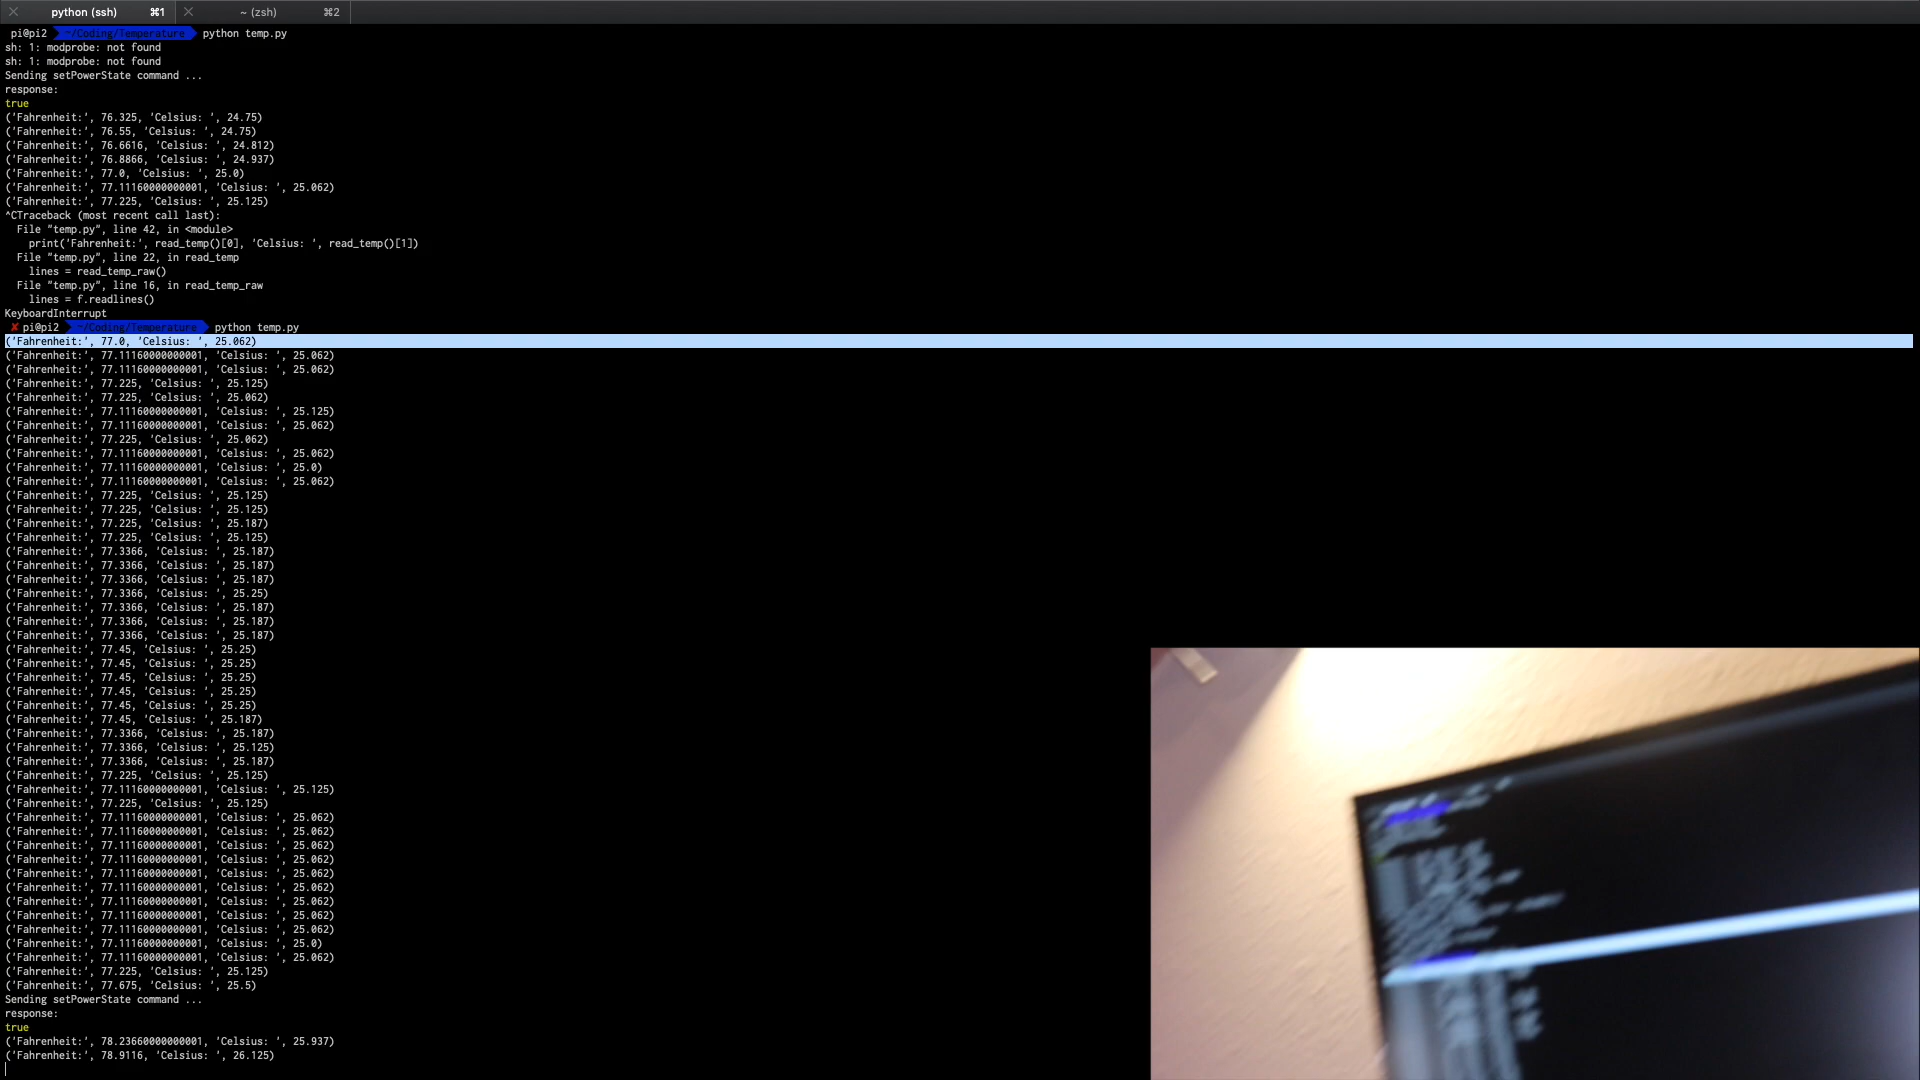 python (ssh) ⌘1 ~ (zsh) ⌘2
pi@pi2 ~/Coding/Temperature python temp.py
sh: 1: modprobe: not found
sh: 1: modprobe: not found
Sending setPowerState command ...
response:
true
('Fahrenheit:', 76.325, 'Celsius: ', 24.75)
('Fahrenheit:', 76.55, 'Celsius: ', 24.75)
('Fahrenheit:', 76.6616, 'Celsius: ', 24.812)
('Fahrenheit:', 76.8866, 'Celsius: ', 24.937)
('Fahrenheit:', 77.0, 'Celsius: ', 25.0)
('Fahrenheit:', 77.11160000000001, 'Celsius: ', 25.062)
('Fahrenheit:', 77.225, 'Celsius: ', 25.125)
^CTraceback (most recent call last):
File "temp.py", line 42, in <module>
print('Fahrenheit:', read_temp()[0], 'Celsius: ', read_temp()[1])
File "temp.py", line 22, in read_temp
lines = read_temp_raw()
File "temp.py", line 16, in read_temp_raw
lines = f.readlines()
KeyboardInterrupt
✘ pi@pi2 ~/Coding/Temperature python temp.py
('Fahrenheit:', 77.0, 'Celsius: ', 25.062)
('Fahrenheit:', 77.11160000000001, 'Celsius: ', 25.062)
('Fahrenheit:', 77.11160000000001, 'Celsius: ', 25.062)
('Fahrenheit:', 77.225, 'Celsius: ', 25.125)
('Fahrenheit:', 77.225, 'Celsius: ', 25.062)
('Fahrenheit:', 77.11160000000001, 'Celsius: ', 25.125)
('Fahrenheit:', 77.11160000000001, 'Celsius: ', 25.062)
('Fahrenheit:', 77.225, 'Celsius: ', 25.062)
('Fahrenheit:', 77.11160000000001, 'Celsius: ', 25.062)
('Fahrenheit:', 77.11160000000001, 'Celsius: ', 25.0)
('Fahrenheit:', 77.11160000000001, 'Celsius: ', 25.062)
('Fahrenheit:', 77.225, 'Celsius: ', 25.125)
('Fahrenheit:', 77.225, 'Celsius: ', 25.125)
('Fahrenheit:', 77.225, 'Celsius: ', 25.187)
('Fahrenheit:', 77.225, 'Celsius: ', 25.125)
('Fahrenheit:', 77.3366, 'Celsius: ', 25.187)
('Fahrenheit:', 77.3366, 'Celsius: ', 25.187)
('Fahrenheit:', 77.3366, 'Celsius: ', 25.187)
('Fahrenheit:', 77.3366, 'Celsius: ', 25.25)
('Fahrenheit:', 77.3366, 'Celsius: ', 25.187)
('Fahrenheit:', 77.3366, 'Celsius: ', 25.187)
('Fahrenheit:', 77.3366, 'Celsius: ', 25.187)
('Fahrenheit:', 77.45, 'Celsius: ', 25.25)
('Fahrenheit:', 77.45, 'Celsius: ', 25.25)
('Fahrenheit:', 77.45, 'Celsius: ', 25.25)
('Fahrenheit:', 77.45, 'Celsius: ', 25.25)
('Fahrenheit:', 77.45, 'Celsius: ', 25.25)
('Fahrenheit:', 77.45, 'Celsius: ', 25.187)
('Fahrenheit:', 77.3366, 'Celsius: ', 25.187)
('Fahrenheit:', 77.3366, 'Celsius: ', 25.125)
('Fahrenheit:', 77.3366, 'Celsius: ', 25.187)
('Fahrenheit:', 77.225, 'Celsius: ', 25.125)
('Fahrenheit:', 77.11160000000001, 'Celsius: ', 25.125)
('Fahrenheit:', 77.225, 'Celsius: ', 25.125)
('Fahrenheit:', 77.11160000000001, 'Celsius: ', 25.062)
('Fahrenheit:', 77.11160000000001, 'Celsius: ', 25.062)
('Fahrenheit:', 77.11160000000001, 'Celsius: ', 25.062)
('Fahrenheit:', 77.11160000000001, 'Celsius: ', 25.062)
('Fahrenheit:', 77.11160000000001, 'Celsius: ', 25.062)
('Fahrenheit:', 77.11160000000001, 'Celsius: ', 25.062)
('Fahrenheit:', 77.11160000000001, 'Celsius: ', 25.062)
('Fahrenheit:', 77.11160000000001, 'Celsius: ', 25.062)
('Fahrenheit:', 77.11160000000001, 'Celsius: ', 25.062)
('Fahrenheit:', 77.11160000000001, 'Celsius: ', 25.0)
('Fahrenheit:', 77.11160000000001, 'Celsius: ', 25.062)
('Fahrenheit:', 77.225, 'Celsius: ', 25.125)
('Fahrenheit:', 77.675, 'Celsius: ', 25.5)
Sending setPowerState command ...
response:
true
('Fahrenheit:', 78.23660000000001, 'Celsius: ', 25.937)
('Fahrenheit:', 78.9116, 'Celsius: ', 26.125)